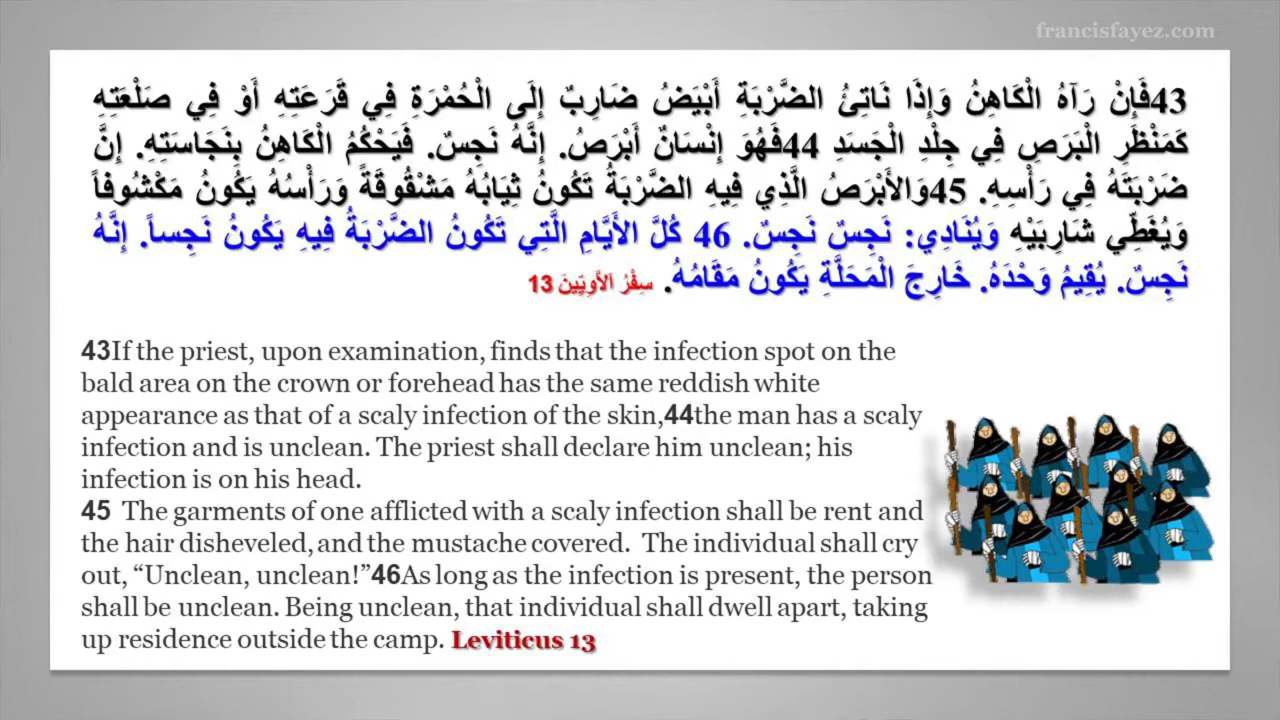 francisfayez.com
43فَإِنْ رَآهُ الْكَاهِنُ وَإِذَا نَاتِئُ الضَّرْبَةِ أَبْيَضُ ضَارِبٌ إِلَى الْحُمْرَةِ فِي قَرَعَتِهِ أَوْ فِي صَلْعَتِهِ
كَمَنْظَرِ الْبَرَصِ فِي جِلْدِ الْجَسَدِ 44فَهُوَ إِنْسَانٌ أَبْرَصُ. إِنَّهُ نَجِسٌ. فَيَحْكُمُ الْكَاهِنُ بِنَجَاسَتِهِ. إِنَّ
ضَرْبَتَهُ فِي رَأْسِهِ. 45وَالأَبْرَصُ الَّذِي فِيهِ الضَّرْبَةُ تَكُونُ ثِيَابُهُ مَشْقُوقَةً وَرَأْسُهُ يَكُونُ مَكْشُوفاً
وَيُغَطِّي شَارِبَيْهِ وَيُنَادِي: نَجِسٌ نَجِسٌ. 46 كُلَّ الأَيَّامِ الَّتِي تَكُونُ الضَّرْبَةُ فِيهِ يَكُونُ نَجِساً. إِنَّهُ
نَجِسٌ. يُقِيمُ وَحْدَهُ. خَارِجَ الْمَحَلَّةِ يَكُونُ مَقَامُهُ. سِفْرُ اَلاَوِيِّينَ 13
43If the priest, upon examination, finds that the infection spot on the
bald area on the crown or forehead has the same reddish white
appearance as that of a scaly infection of the skin,44the man has a scaly
infection and is unclean. The priest shall declare him unclean; his
infection is on his head.
45 The garments of one afflicted with a scaly infection shall be rent and
the hair disheveled, and the mustache covered. The individual shall cry
out, “Unclean, unclean!”46As long as the infection is present, the person
shall be unclean. Being unclean, that individual shall dwell apart, taking
up residence outside the camp. Leviticus 13